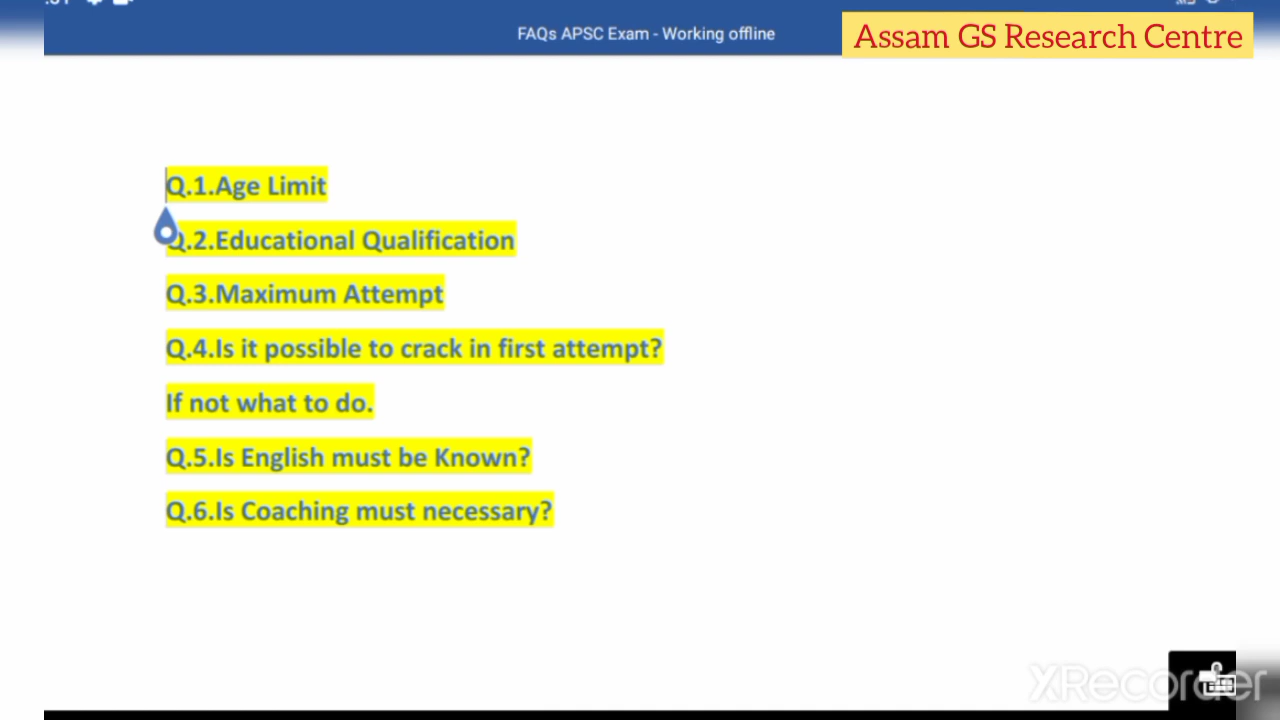 FAQs APSC Exam - Working offline
Assam GS Research Centre
Q.1.Age Limit
Q.2.Educational Qualification
Q.3.Maximum Attempt
Q.4.Is it possible to crack in first attempt?
If not what to do.
Q.5.Is English must be Known?
Q.6.Is Coaching must necessary?
XRecorder